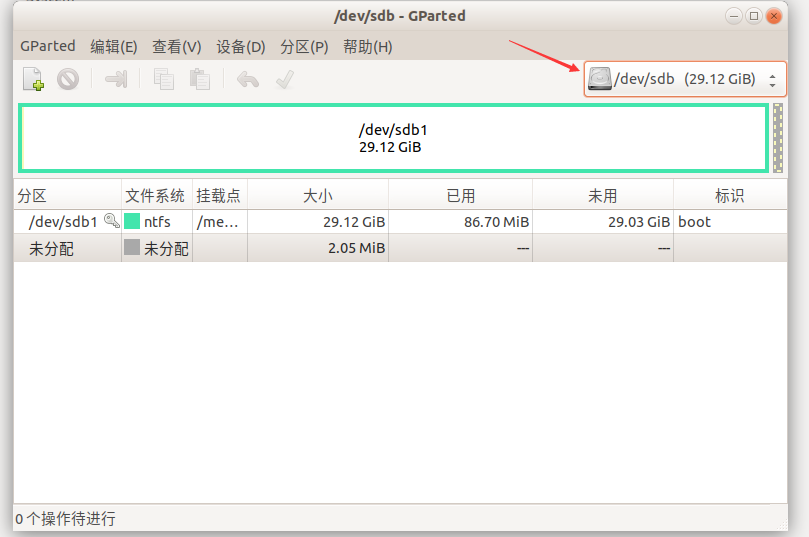 /dev/sdb - GParted
GParted 编辑(E) 查看(V) 设备(D) 分区(P) 帮助(H)
/dev/sdb (29.12 GiB)
/dev/sdb1
29.12 GiB
分区 文件系统 挂载点 大小 已用 未用 标识
/dev/sdb1 ntfs /me... 29.12 GiB 86.70 MiB 29.03 GiB boot
未分配 未分配 2.05 MiB --- ---
0 个操作待进行